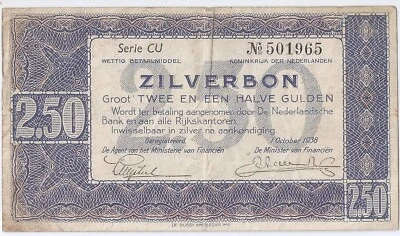 Serie CU
№ 501965
WETTIG BETAALMIDDEL
KONINKRIJK DER NEDERLANDEN
250
ZILVERBON
Groot TWEE EN EEN HALVE GULDEN
Wordt ter betaling aangenomen door De Nederlandsche
Bank en aan alle Rijkskantoren.
Inwisselbaar in zilver na aankondiging.
Geregistreerd,
1 October 1938
De Agent van het Ministerie van Financiën
De Minister van Financiën,
2.50
2.50